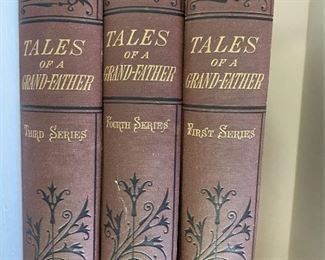 TALES
OF A
GRAND-FATHER
THIRD SERIES
TALES
OF A
GRAND-FATHER
FOURTH SERIES
TALES
OF A
GRAND-FATHER
FIRST SERIES